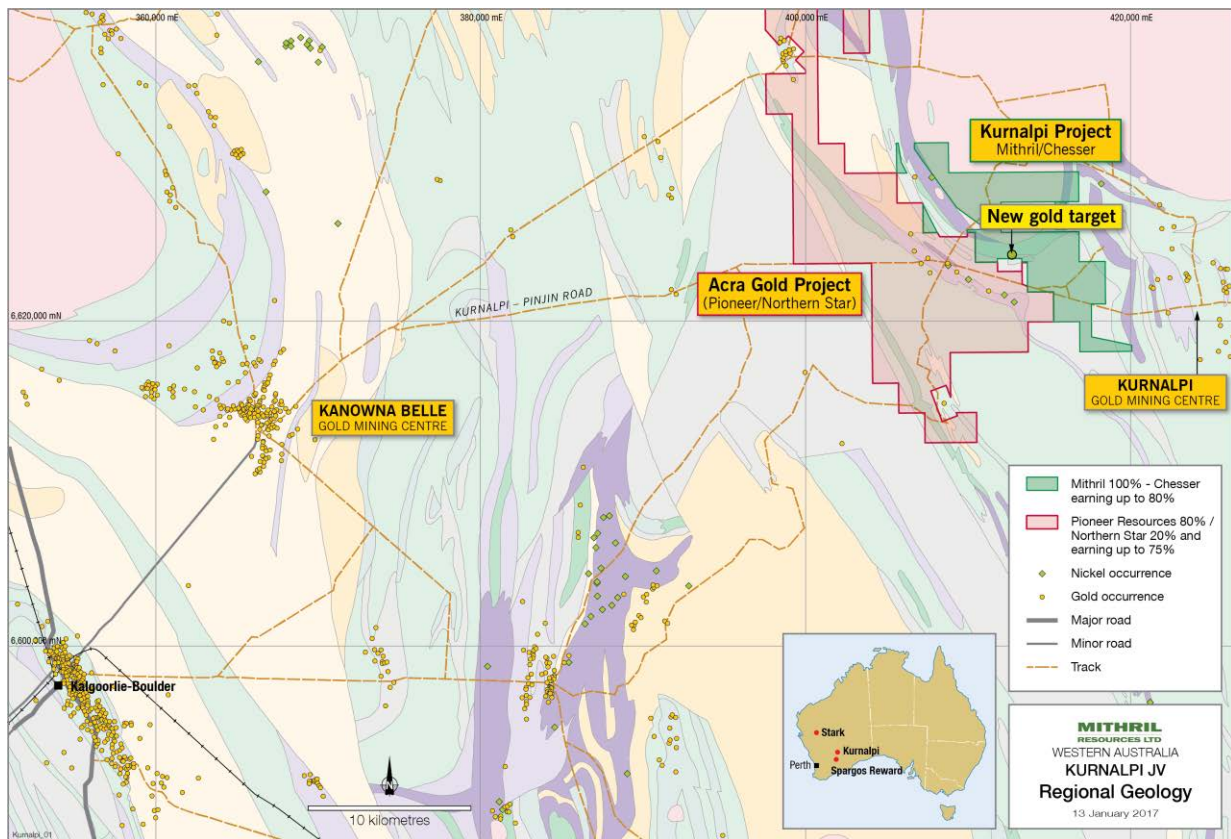 360,000 mE
380,000 mE
400,000 mE
420,000 mE
Kurnalpi Project
Mithril/Chesser
New gold target
Acra Gold Project
(Pioneer/Northern Star)
KURNALPI – PINJIN ROAD
6,620,000 mN
KANOWNA BELLE
GOLD MINING CENTRE
KURNALPI
GOLD MINING CENTRE
6,600,000 mN
Kalgoorlie-Boulder
Mithril 100% - Chesser
earning up to 80%
Pioneer Resources 80% /
Northern Star 20% and
earning up to 75%
Nickel occurrence
Gold occurrence
Major road
Minor road
Track
Stark
Kurnalpi
Perth
Spargos Reward
N
10 kilometres
MITHRIL
RESOURCES LTD
WESTERN AUSTRALIA
KURNALPI JV
Regional Geology
13 January 2017
Kurnalpi_01